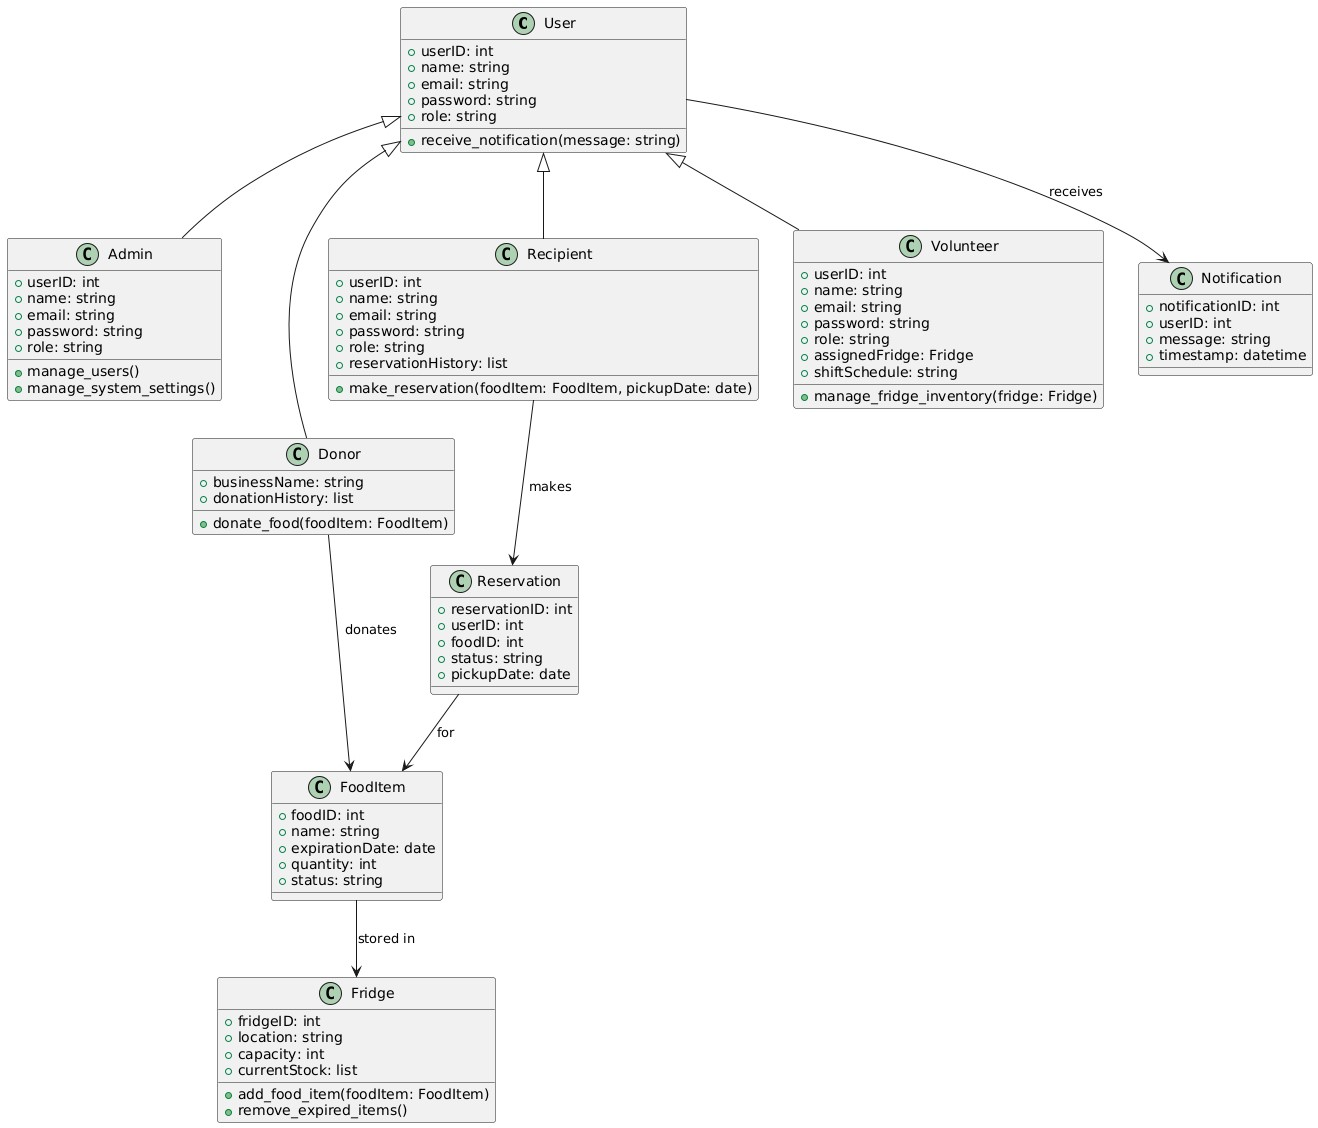 C User
userID: int
name: string
email: string
password: string
role: string
receive_notification(message: string)
receives
C Admin
userID: int
name: string
email: string
password: string
role: string
manage_users()
manage_system_settings()
C Recipient
userID: int
name: string
email: string
password: string
role: string
reservationHistory: list
make_reservation(foodItem: FoodItem, pickupDate: date)
C Volunteer
userID: int
name: string
email: string
password: string
role: string
assignedFridge: Fridge
shiftSchedule: string
manage_fridge_inventory(fridge: Fridge)
C Notification
notificationID: int
userID: int
message: string
timestamp: datetime
C Donor
businessName: string
donationHistory: list
donate_food(foodItem: FoodItem)
makes
C Reservation
reservationID: int
userID: int
foodID: int
status: string
pickupDate: date
donates
for
C FoodItem
foodID: int
name: string
expirationDate: date
quantity: int
status: string
stored in
C Fridge
fridgeID: int
location: string
capacity: int
currentStock: list
add_food_item(foodItem: FoodItem)
remove_expired_items()